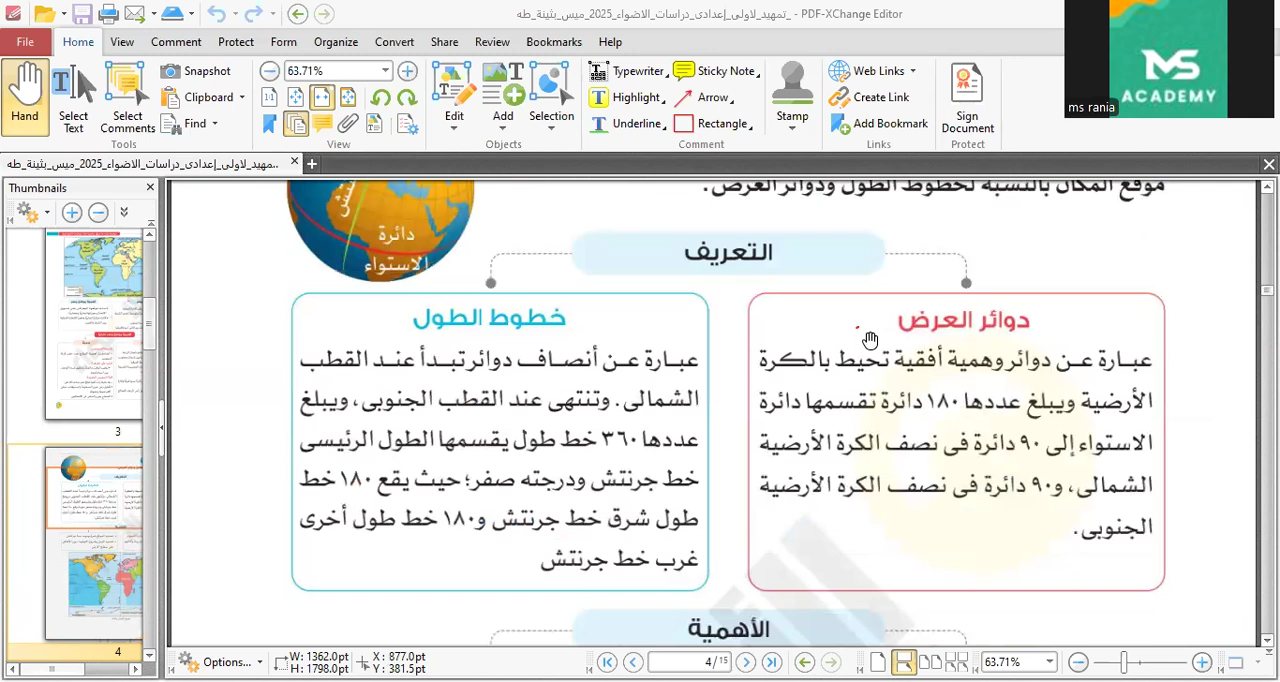 تمهيد_لاولى_إعدادى_دراسات_الاضواء_2025_ميس_بثينة_طه_ - PDF-XChange Editor
File Home View Comment Protect Form Organize Convert Share Review Bookmarks Help
Hand
Select Text
Select Comments
Snapshot
Clipboard
Find
Tools
63.71%
View
Edit
Add
Selection
Objects
Typewriter
Highlight
Underline
Sticky Note
Arrow
Rectangle
Stamp
Comment
Web Links
Create Link
Add Bookmark
Links
Sign Document
Protect
MS
ACADEMY
ms rania
تمهيد_لاولى_إعدادى_دراسات_الاضواء_2025_ميس_بثينة_طه...
Thumbnails
3
4
موقع المكان بالنسبة لخطوط الطول ودوائر العرض.
دائرة
الاستواء
التعريف
دوائر العرض
عبارة عن دوائر وهمية أفقية تحيط بالكرة
الأرضية ويبلغ عددها ١٨٠ دائرة تقسمها دائرة
الاستواء إلى ٩٠ دائرة فى نصف الكرة الأرضية
الشمالى، و٩٠ دائرة فى نصف الكرة الأرضية
الجنوبى.
خطوط الطول
عبارة عن أنصاف دوائر تبدأ عند القطب
الشمالى. وتنتهى عند القطب الجنوبى، ويبلغ
عددها ٣٦٠ خط طول يقسمها الطول الرئيسى
خط جرنتش ودرجته صفر؛ حيث يقع ١٨٠ خط
طول شرق خط جرنتش و١٨٠ خط طول أخرى
غرب خط جرنتش
الأهمية
Options...
W: 1362.0pt
H: 1798.0pt
X: 877.0pt
Y: 381.5pt
4 / 15
63.71%